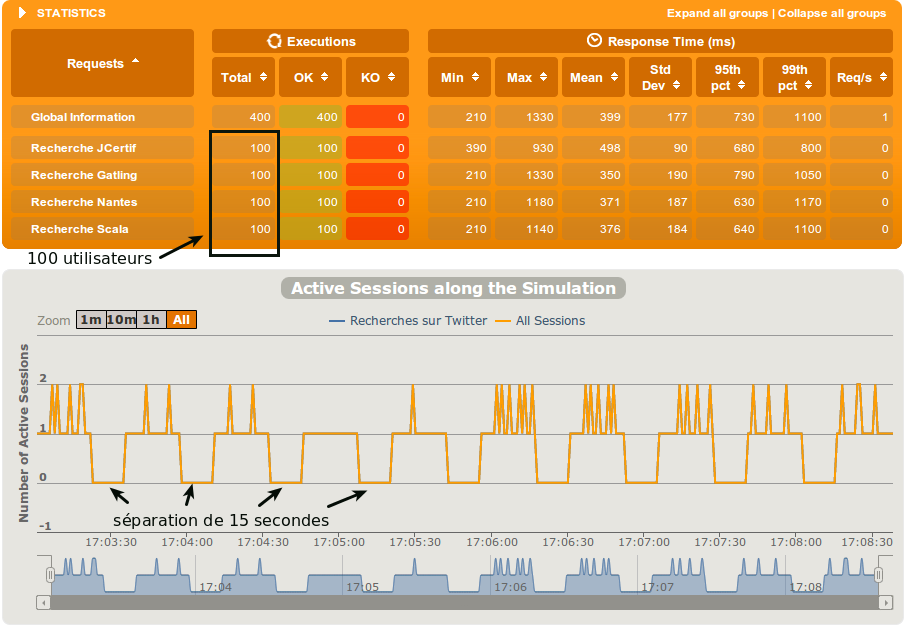 STATISTICS Expand all groups | Collapse all groups
Requests Executions Response Time (ms)
Total OK KO Min Max Mean Std Dev 95th pct 99th pct Req/s
Global Information 400 400 0 210 1330 399 177 730 1100 1
Recherche JCertif 100 100 0 390 930 498 90 680 800 0
Recherche Gatling 100 100 0 210 1330 350 190 790 1050 0
Recherche Nantes 100 100 0 210 1180 371 187 630 1170 0
Recherche Scala 100 100 0 210 1140 376 184 640 1100 0
100 utilisateurs
Active Sessions along the Simulation
Zoom 1m 10m 1h All Recherches sur Twitter All Sessions
Number of Active Sessions
2
1
0
-1
séparation de 15 secondes
17:03:30 17:04:00 17:04:30 17:05:00 17:05:30 17:06:00 17:06:30 17:07:00 17:07:30 17:08:00 17:08:30
17:04 17:05 17:06 17:07 17:08